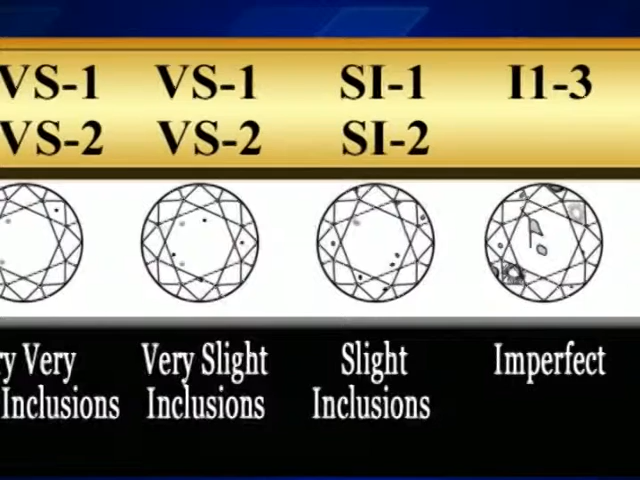 VS-1 VS-1 SI-1 I1-3
VS-2 VS-2 SI-2
ry Very Very Slight Slight Imperfect
Inclusions Inclusions Inclusions